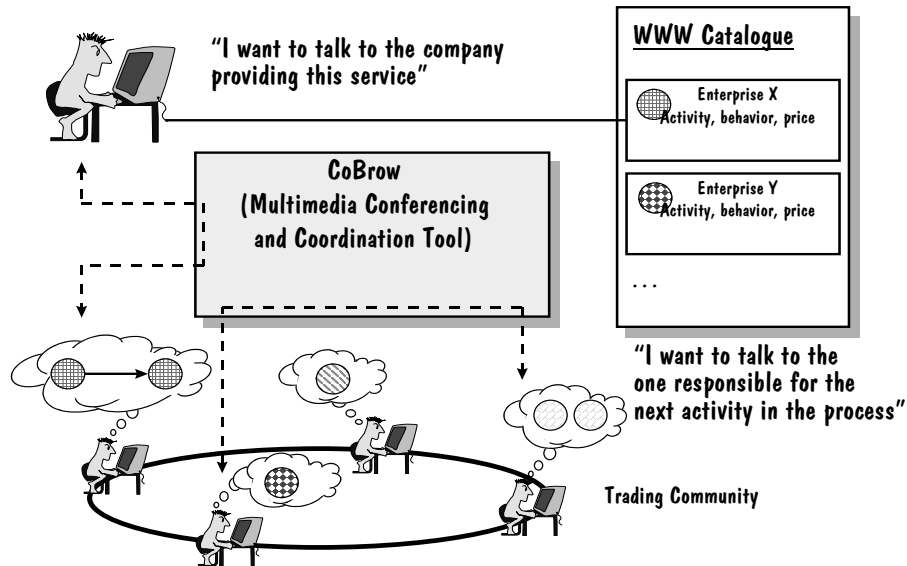 “I want to talk to the company
providing this service”
WWW Catalogue
Enterprise X
Activity, behavior, price
Enterprise Y
Activity, behavior, price
...
CoBrow
(Multimedia Conferencing
and Coordination Tool)
“I want to talk to the
one responsible for the
next activity in the process”
Trading Community